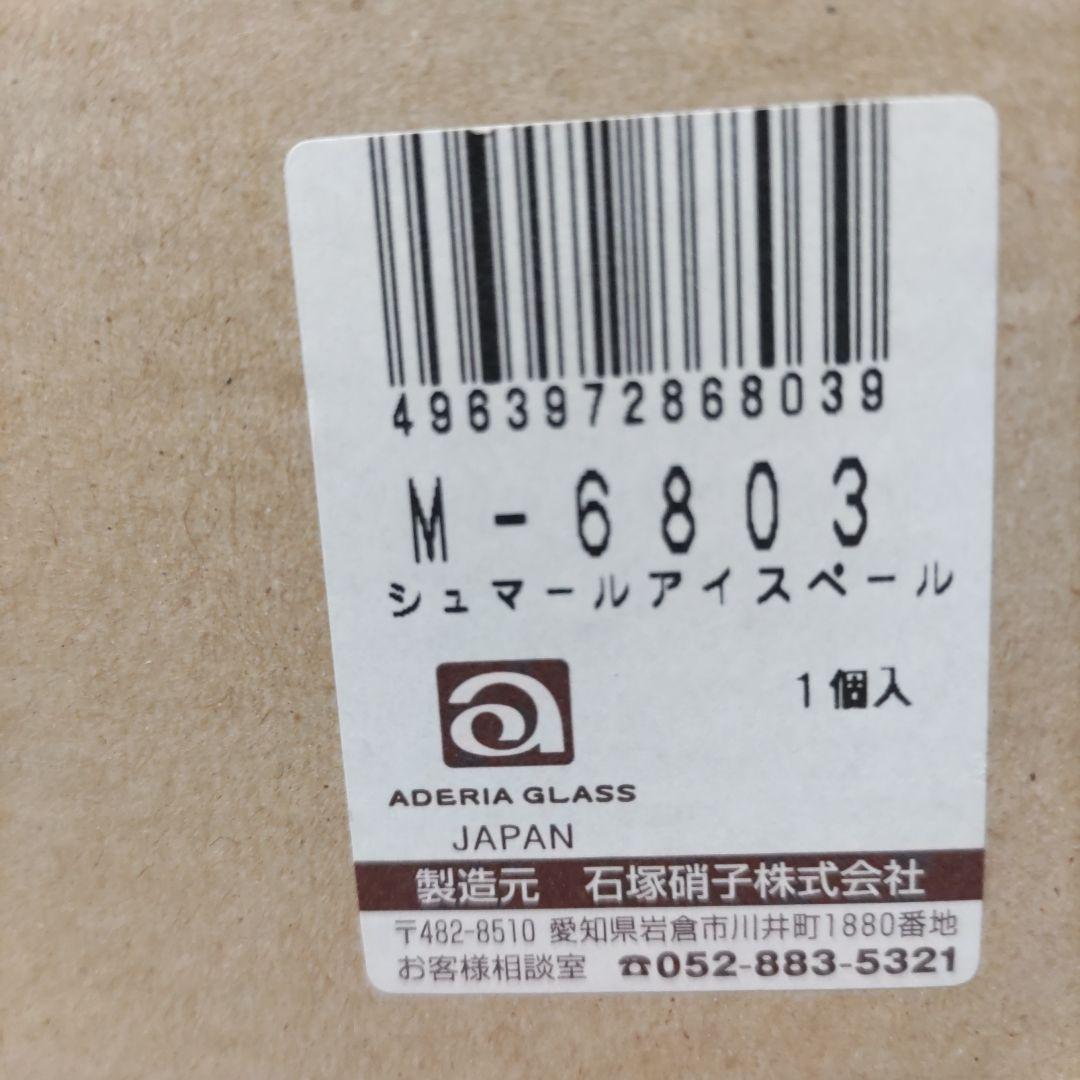 4963972868039
M-6803
シュマールアイスペール
1個入
a
ADERIA GLASS
JAPAN
製造元 石塚硝子株式会社
〒482-8510 愛知県岩倉市川井町1880番地
お客様相談室 ☎052-883-5321